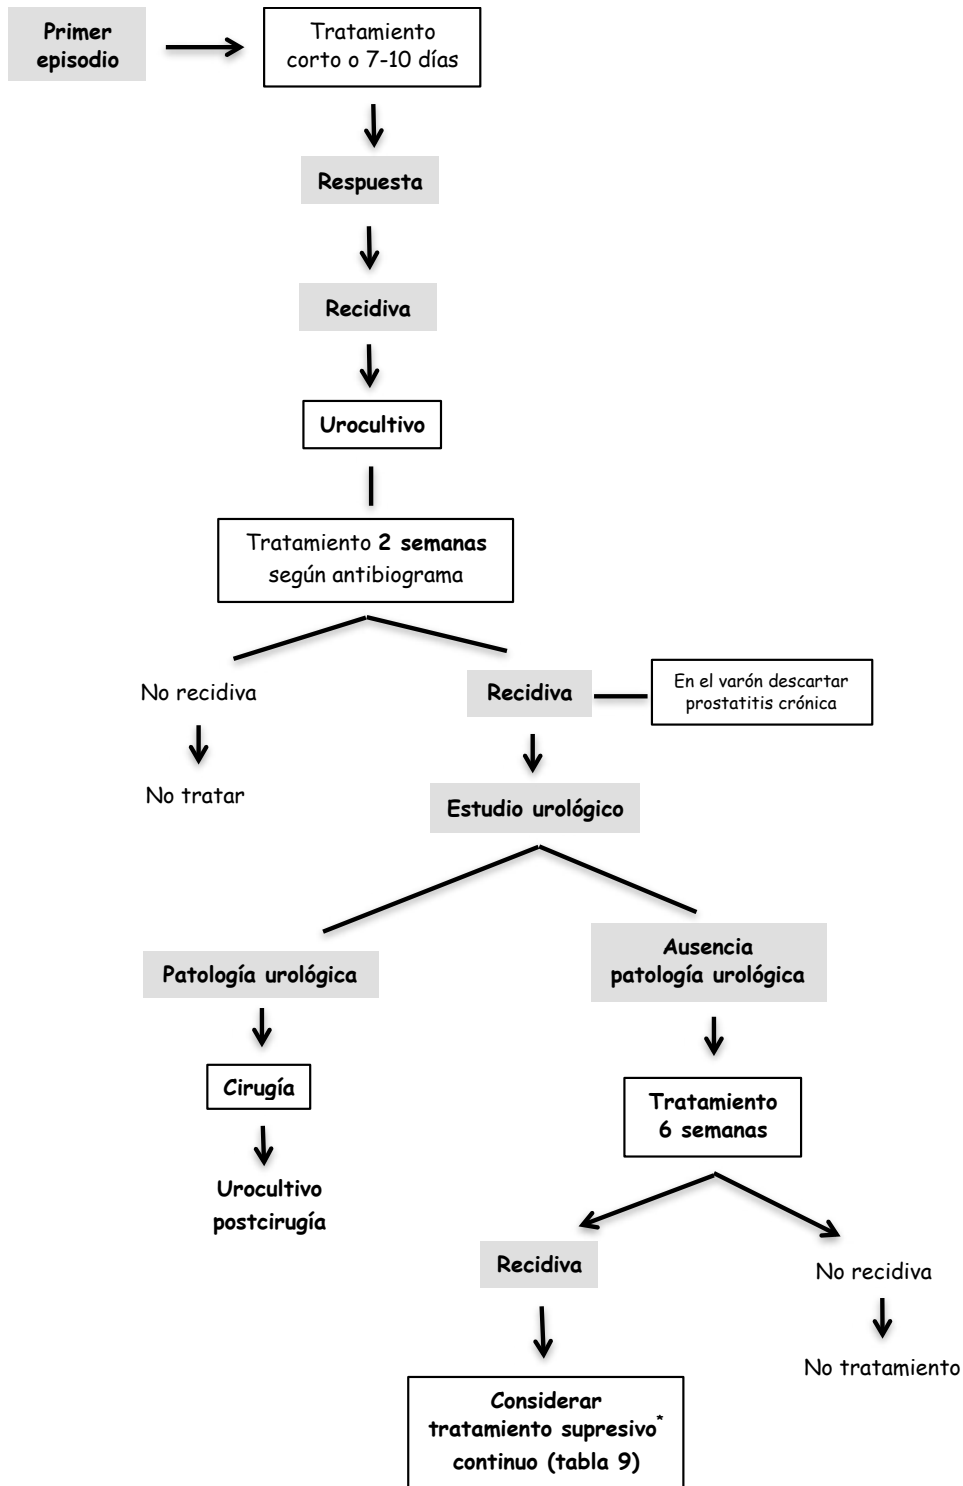 Primer
episodio
Tratamiento
corto o 7-10 días
Respuesta
Recidiva
Urocultivo
Tratamiento 2 semanas
según antibiograma
No recidiva
Recidiva
En el varón descartar
prostatitis crónica
No tratar
Estudio urológico
Patología urológica
Ausencia
patología urológica
Cirugía
Tratamiento
6 semanas
Urocultivo
postcirugía
Recidiva
No recidiva
No tratamiento
Considerar
tratamiento supresivo*
continuo (tabla 9)